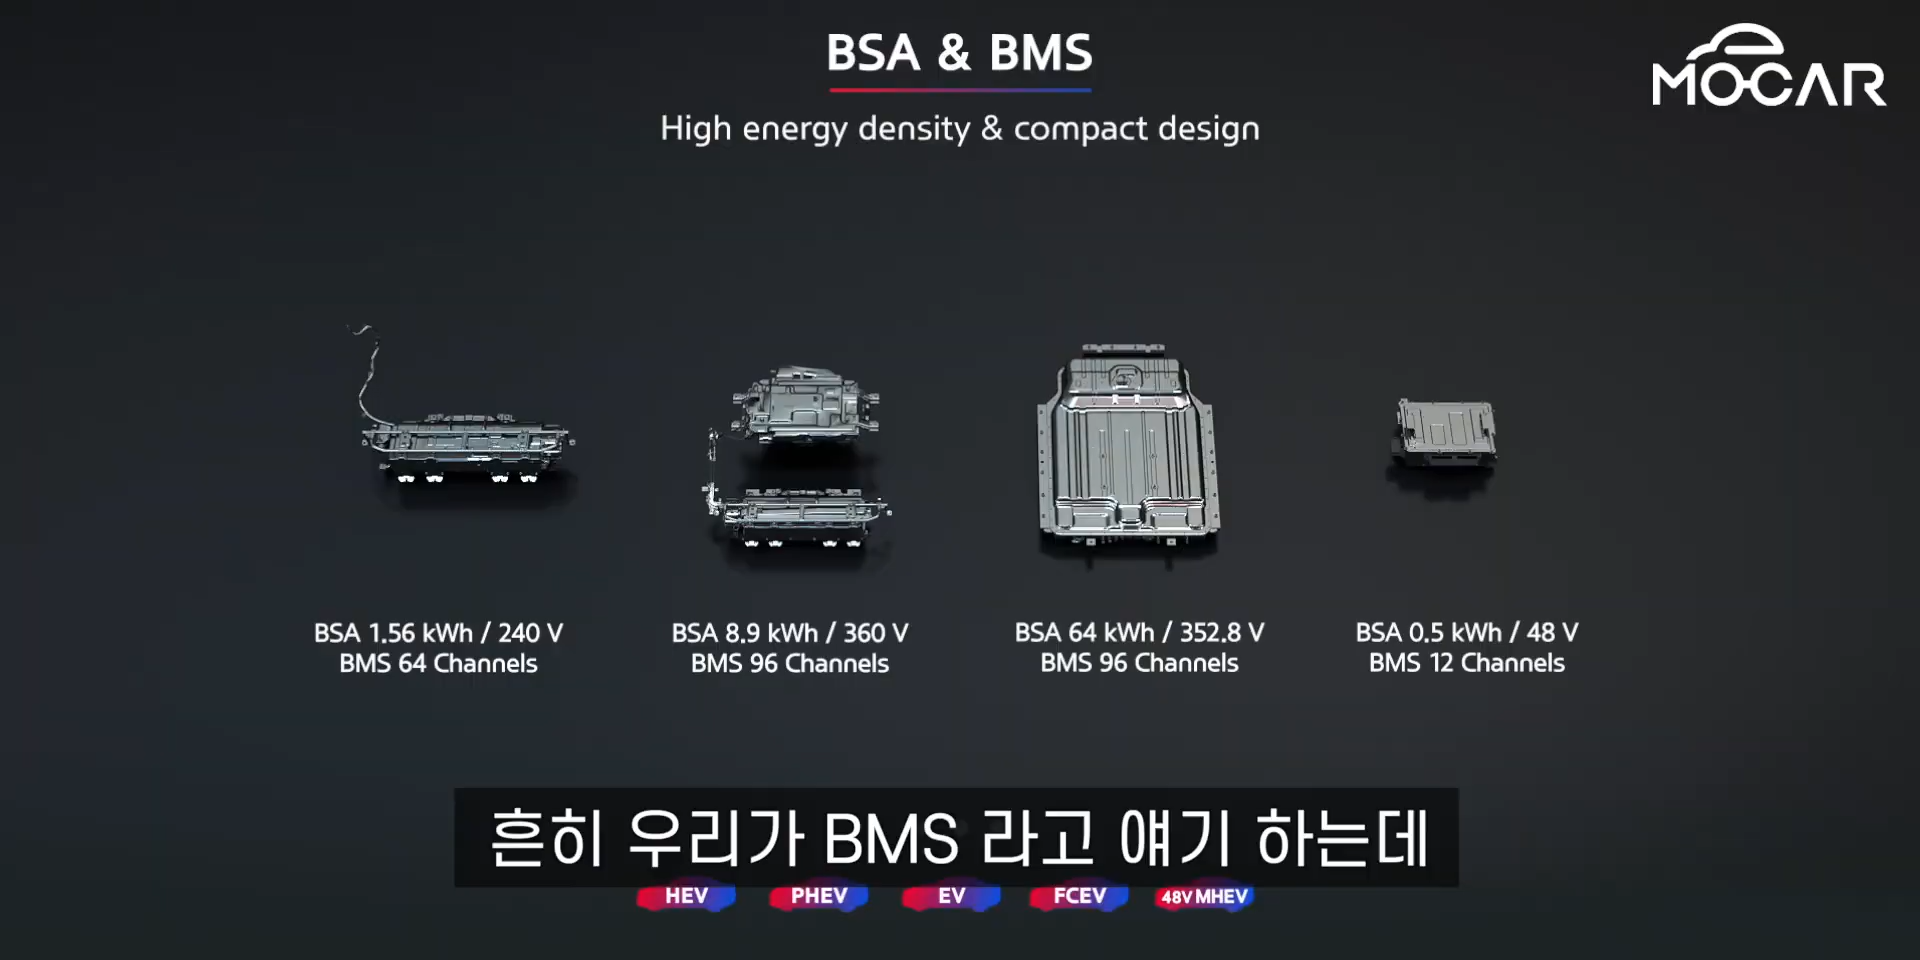 BSA & BMS
MOCAR
High energy density & compact design
BSA 1.56 kWh / 240 V
BMS 64 Channels
BSA 8.9 kWh / 360 V
BMS 96 Channels
BSA 64 kWh / 352.8 V
BMS 96 Channels
BSA 0.5 kWh / 48 V
BMS 12 Channels
흔히 우리가 BMS 라고 얘기 하는데
HEV
PHEV
EV
FCEV
48V MHEV